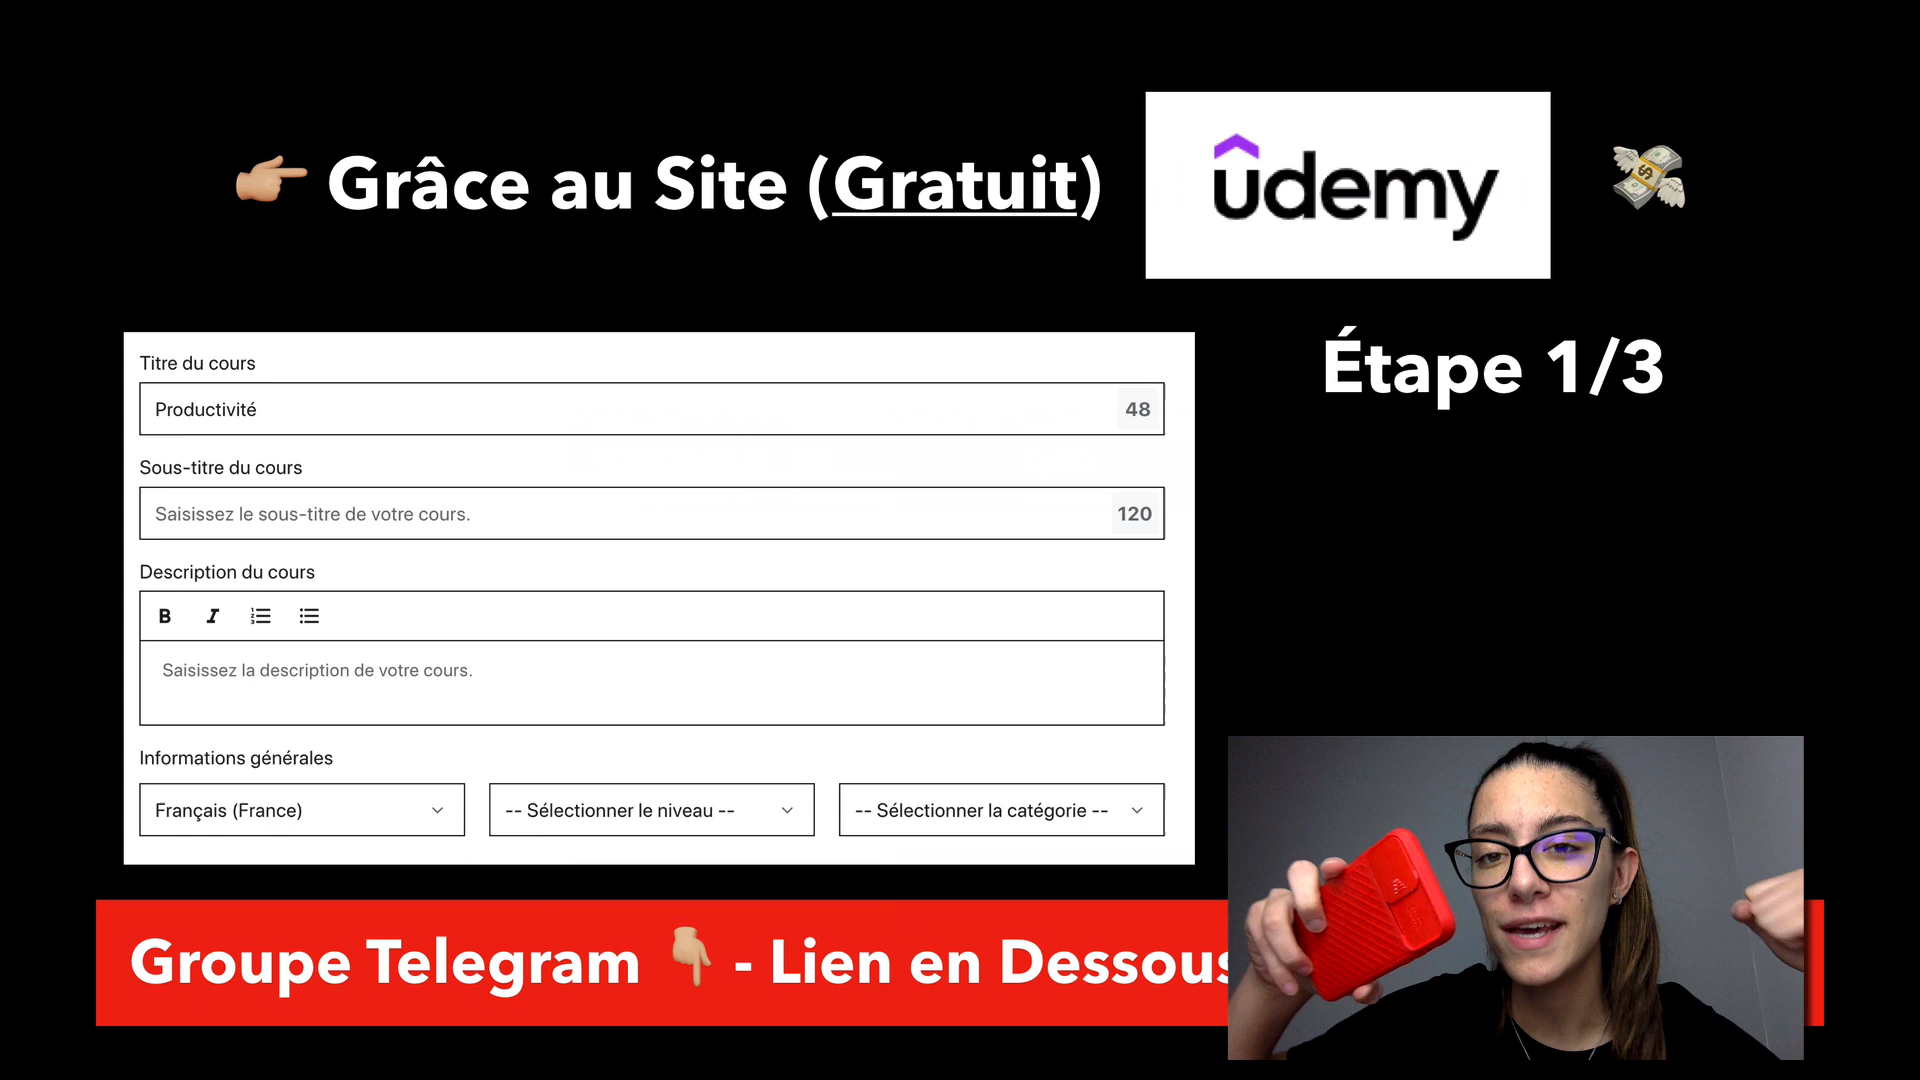 👉🏼 Grâce au Site (Gratuit)
udemy
Étape 1/3
Titre du cours
Productivité 48
Sous-titre du cours
Saisissez le sous-titre de votre cours. 120
Description du cours
B I
Saisissez la description de votre cours.
Informations générales
Français (France)
-- Sélectionner le niveau --
-- Sélectionner la catégorie --
Groupe Telegram 👇🏼 - Lien en Dessous